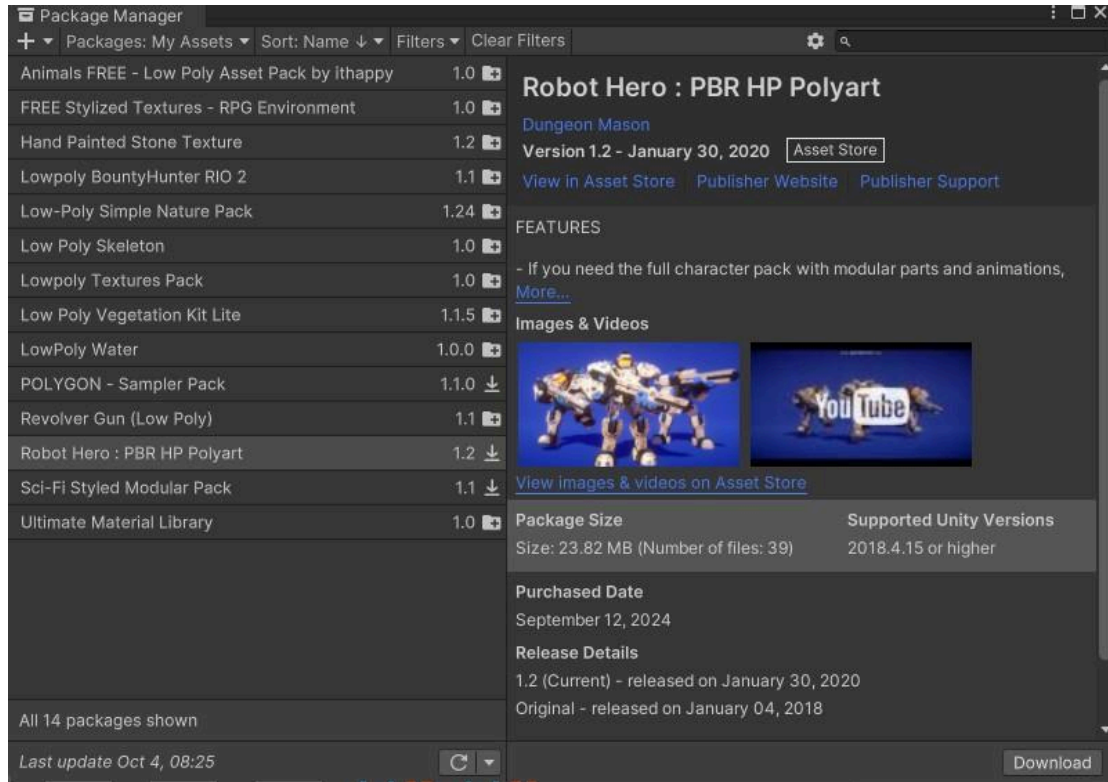 Package Manager
+ Packages: My Assets Sort: Name ↓ Filters Clear Filters
Animals FREE - Low Poly Asset Pack by ithappy 1.0
FREE Stylized Textures - RPG Environment 1.0
Hand Painted Stone Texture 1.2
Lowpoly BountyHunter RIO 2 1.1
Low-Poly Simple Nature Pack 1.24
Low Poly Skeleton 1.0
Lowpoly Textures Pack 1.0
Low Poly Vegetation Kit Lite 1.1.5
LowPoly Water 1.0.0
POLYGON - Sampler Pack 1.1.0
Revolver Gun (Low Poly) 1.1
Robot Hero : PBR HP Polyart 1.2
Sci-Fi Styled Modular Pack 1.1
Ultimate Material Library 1.0
All 14 packages shown
Last update Oct 4, 08:25
Robot Hero : PBR HP Polyart
Dungeon Mason
Version 1.2 - January 30, 2020 Asset Store
View in Asset Store Publisher Website Publisher Support
FEATURES
- If you need the full character pack with modular parts and animations,
More...
Images & Videos
YouTube
View images & videos on Asset Store
Package Size Supported Unity Versions
Size: 23.82 MB (Number of files: 39) 2018.4.15 or higher
Purchased Date
September 12, 2024
Release Details
1.2 (Current) - released on January 30, 2020
Original - released on January 04, 2018
Download